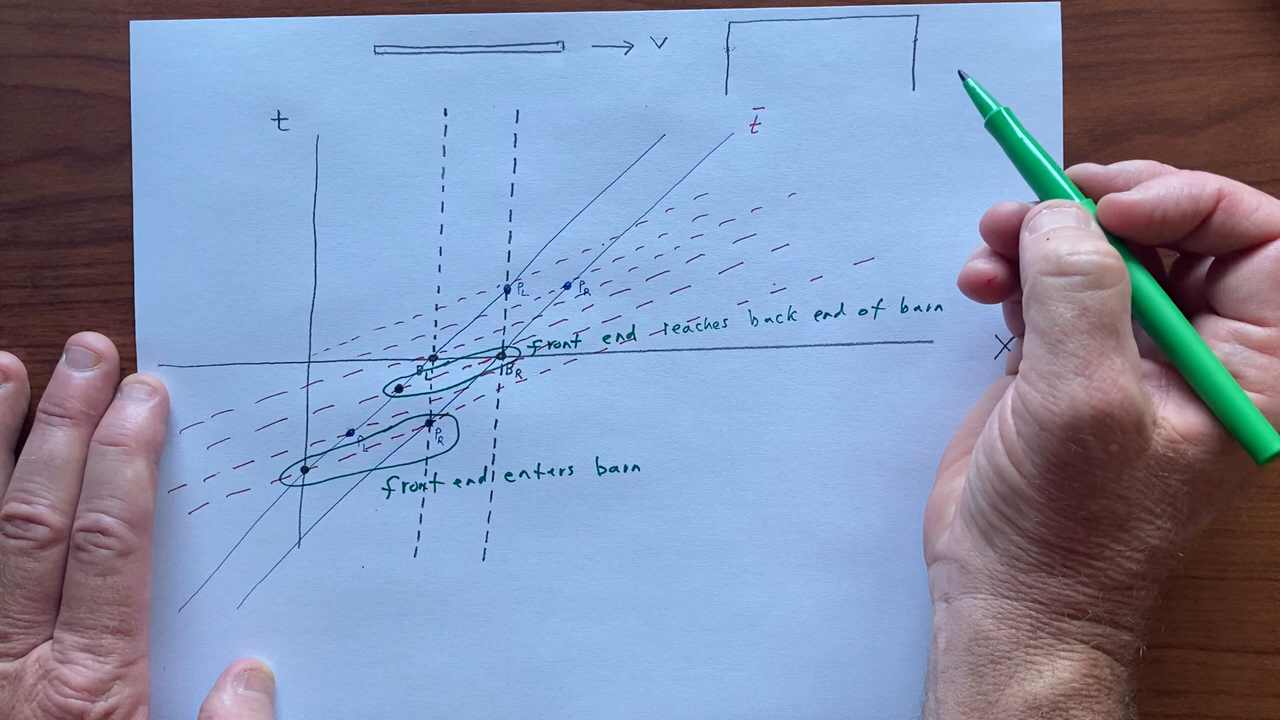 v
t
t̄
P_L
P_R
front end reaches back end of barn
B_L
B_R
x
P_L
P_R
front end enters barn